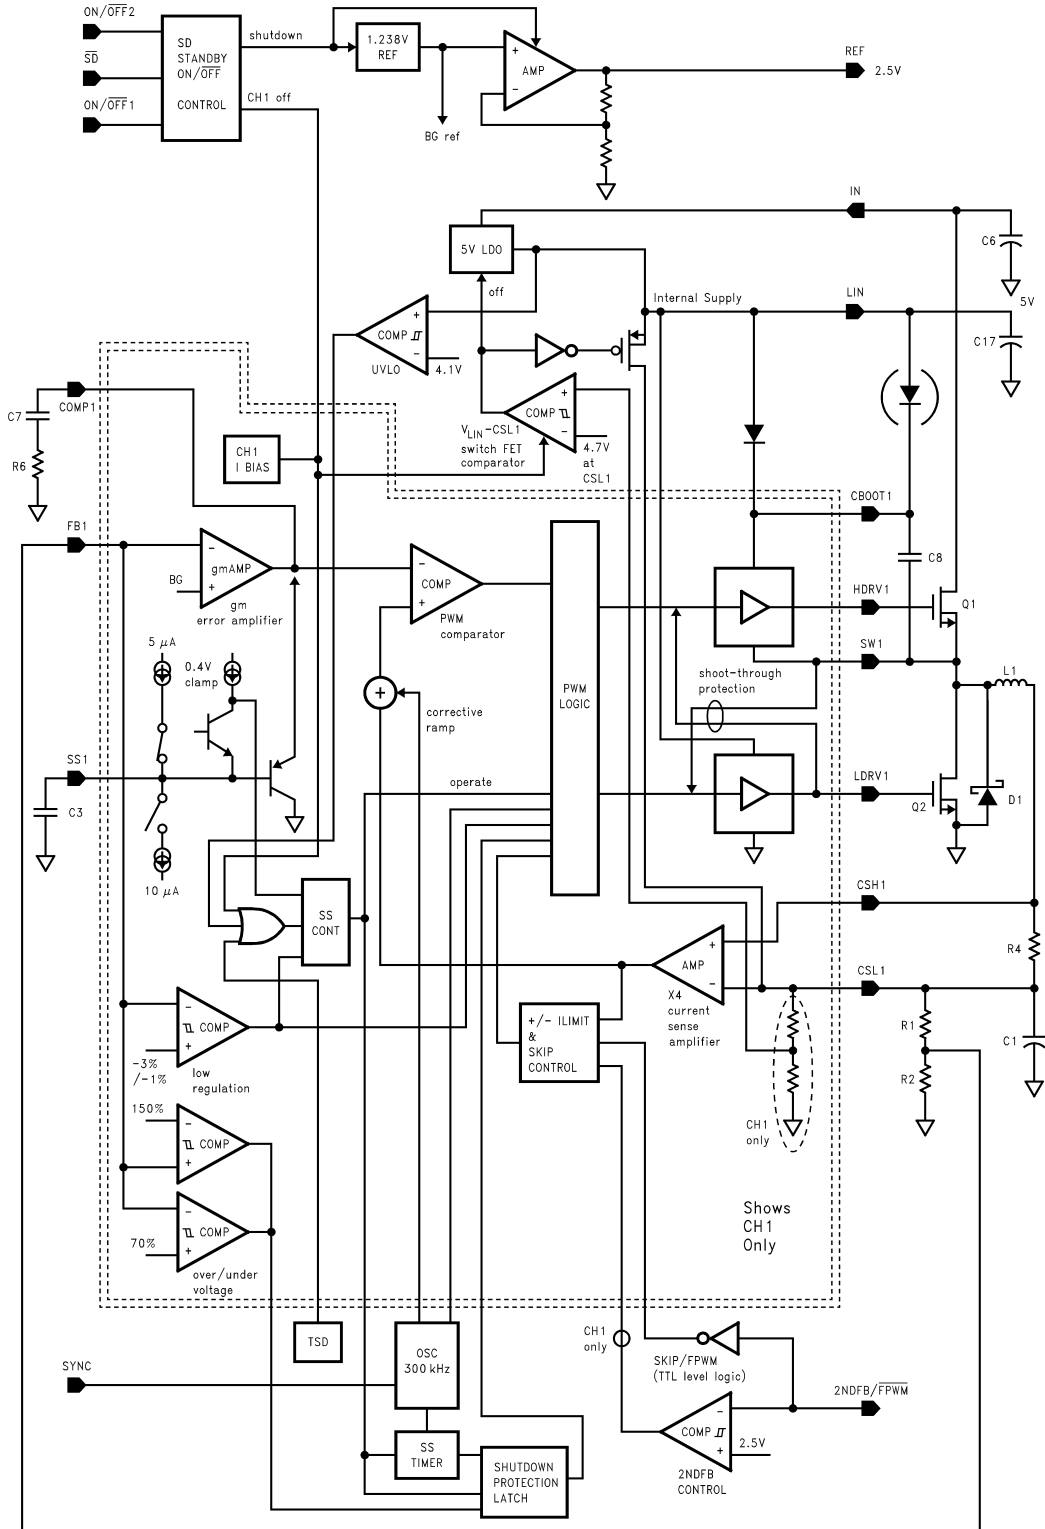 ON/OFF2
SD
ON/OFF1
SD
STANDBY
ON/OFF
CONTROL
shutdown
CH1 off
1.238V
REF
BG ref
+
AMP
−
REF
2.5V
IN
C6
5V LDO
off
Internal Supply
LIN
5V
C17
+
COMP
−
UVLO
4.1V
+
COMP
−
4.7V
at
CSL1
VLIN-CSL1
switch FET
comparator
COMP1
C7
R6
CH1
I BIAS
CBOOT1
C8
FB1
−
gmAMP
+
BG
gm
error amplifier
−
COMP
+
PWM
comparator
HDRV1
Q1
SW1
L1
5 μA
0.4V
clamp
+
corrective
ramp
PWM
LOGIC
shoot-through
protection
SS1
C3
operate
LDRV1
Q2
D1
10 μA
SS
CONT
CSH1
R4
+
AMP
−
X4
current
sense
amplifier
CSL1
R1
R2
C1
−
COMP
+
-3%
/-1%
low
regulation
+/- ILIMIT
&
SKIP
CONTROL
150%
−
COMP
+
CH1
only
−
COMP
+
70%
over/under
voltage
Shows
CH1
Only
TSD
OSC
300 kHz
CH1
only
SKIP/FPWM
(TTL level logic)
SYNC
2NDFB/FPWM
−
COMP
+
2.5V
2NDFB
CONTROL
SS
TIMER
SHUTDOWN
PROTECTION
LATCH